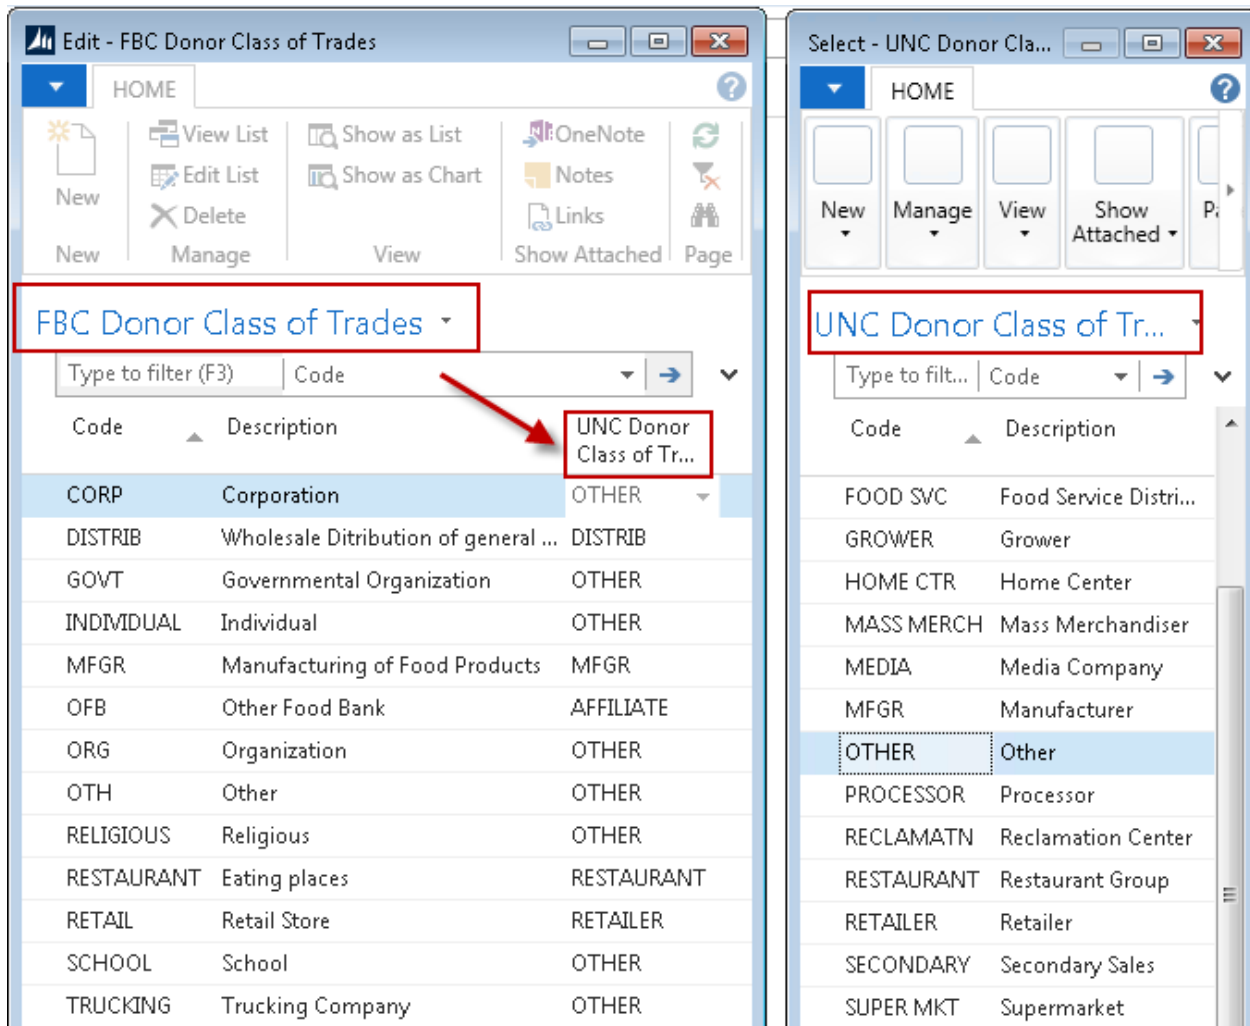 Edit - FBC Donor Class of Trades
HOME
New
View List
Edit List
Delete
Show as List
Show as Chart
OneNote
Notes
Links
New
Manage
View
Show Attached
Page
FBC Donor Class of Trades
Type to filter (F3)
Code
Code Description UNC Donor
Class of Tr...
CORP Corporation OTHER
DISTRIB Wholesale Ditribution of general ... DISTRIB
GOVT Governmental Organization OTHER
INDIVIDUAL Individual OTHER
MFGR Manufacturing of Food Products MFGR
OFB Other Food Bank AFFILIATE
ORG Organization OTHER
OTH Other OTHER
RELIGIOUS Religious OTHER
RESTAURANT Eating places RESTAURANT
RETAIL Retail Store RETAILER
SCHOOL School OTHER
TRUCKING Trucking Company OTHER
Select - UNC Donor Cla...
HOME
New
Manage
View
Show
Attached
UNC Donor Class of Tr...
Type to filt...
Code
Code Description
FOOD SVC Food Service Distri...
GROWER Grower
HOME CTR Home Center
MASS MERCH Mass Merchandiser
MEDIA Media Company
MFGR Manufacturer
OTHER Other
PROCESSOR Processor
RECLAMATN Reclamation Center
RESTAURANT Restaurant Group
RETAILER Retailer
SECONDARY Secondary Sales
SUPER MKT Supermarket